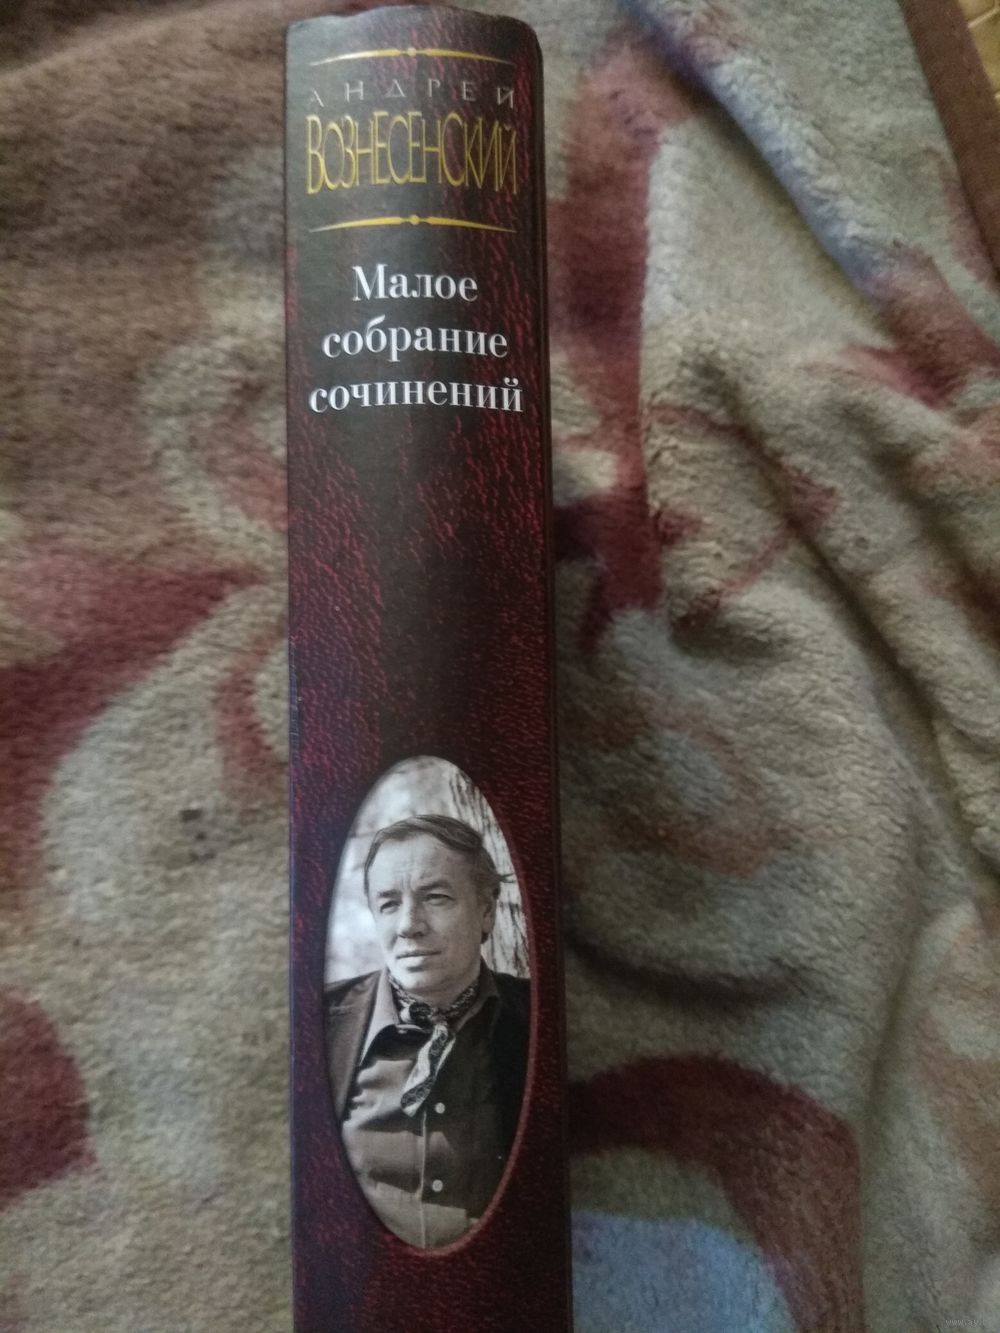 АНДРЕЙ
ВОЗНЕСЕНСКИЙ
Малое
собрание
сочинений